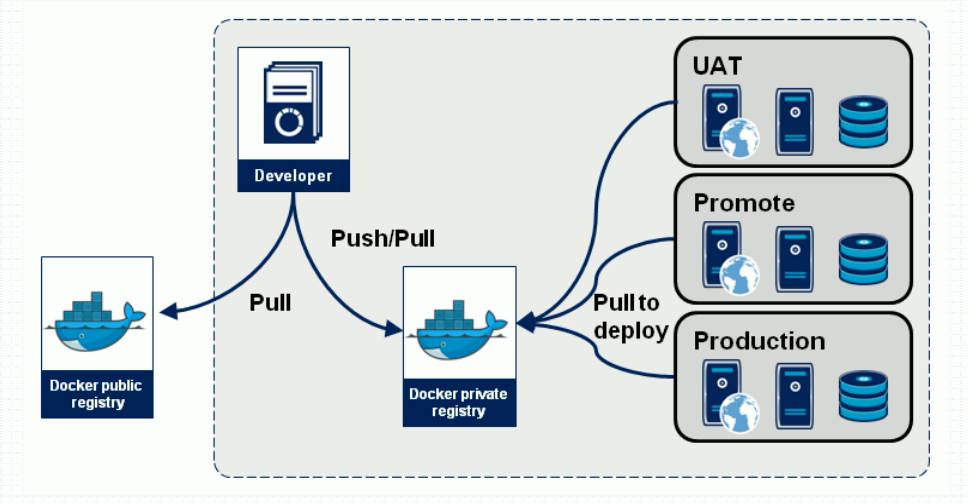 UAT
Developer
Promote
Push/Pull
Pull
Pull to
deploy
Production
Docker public
registry
Docker private
registry